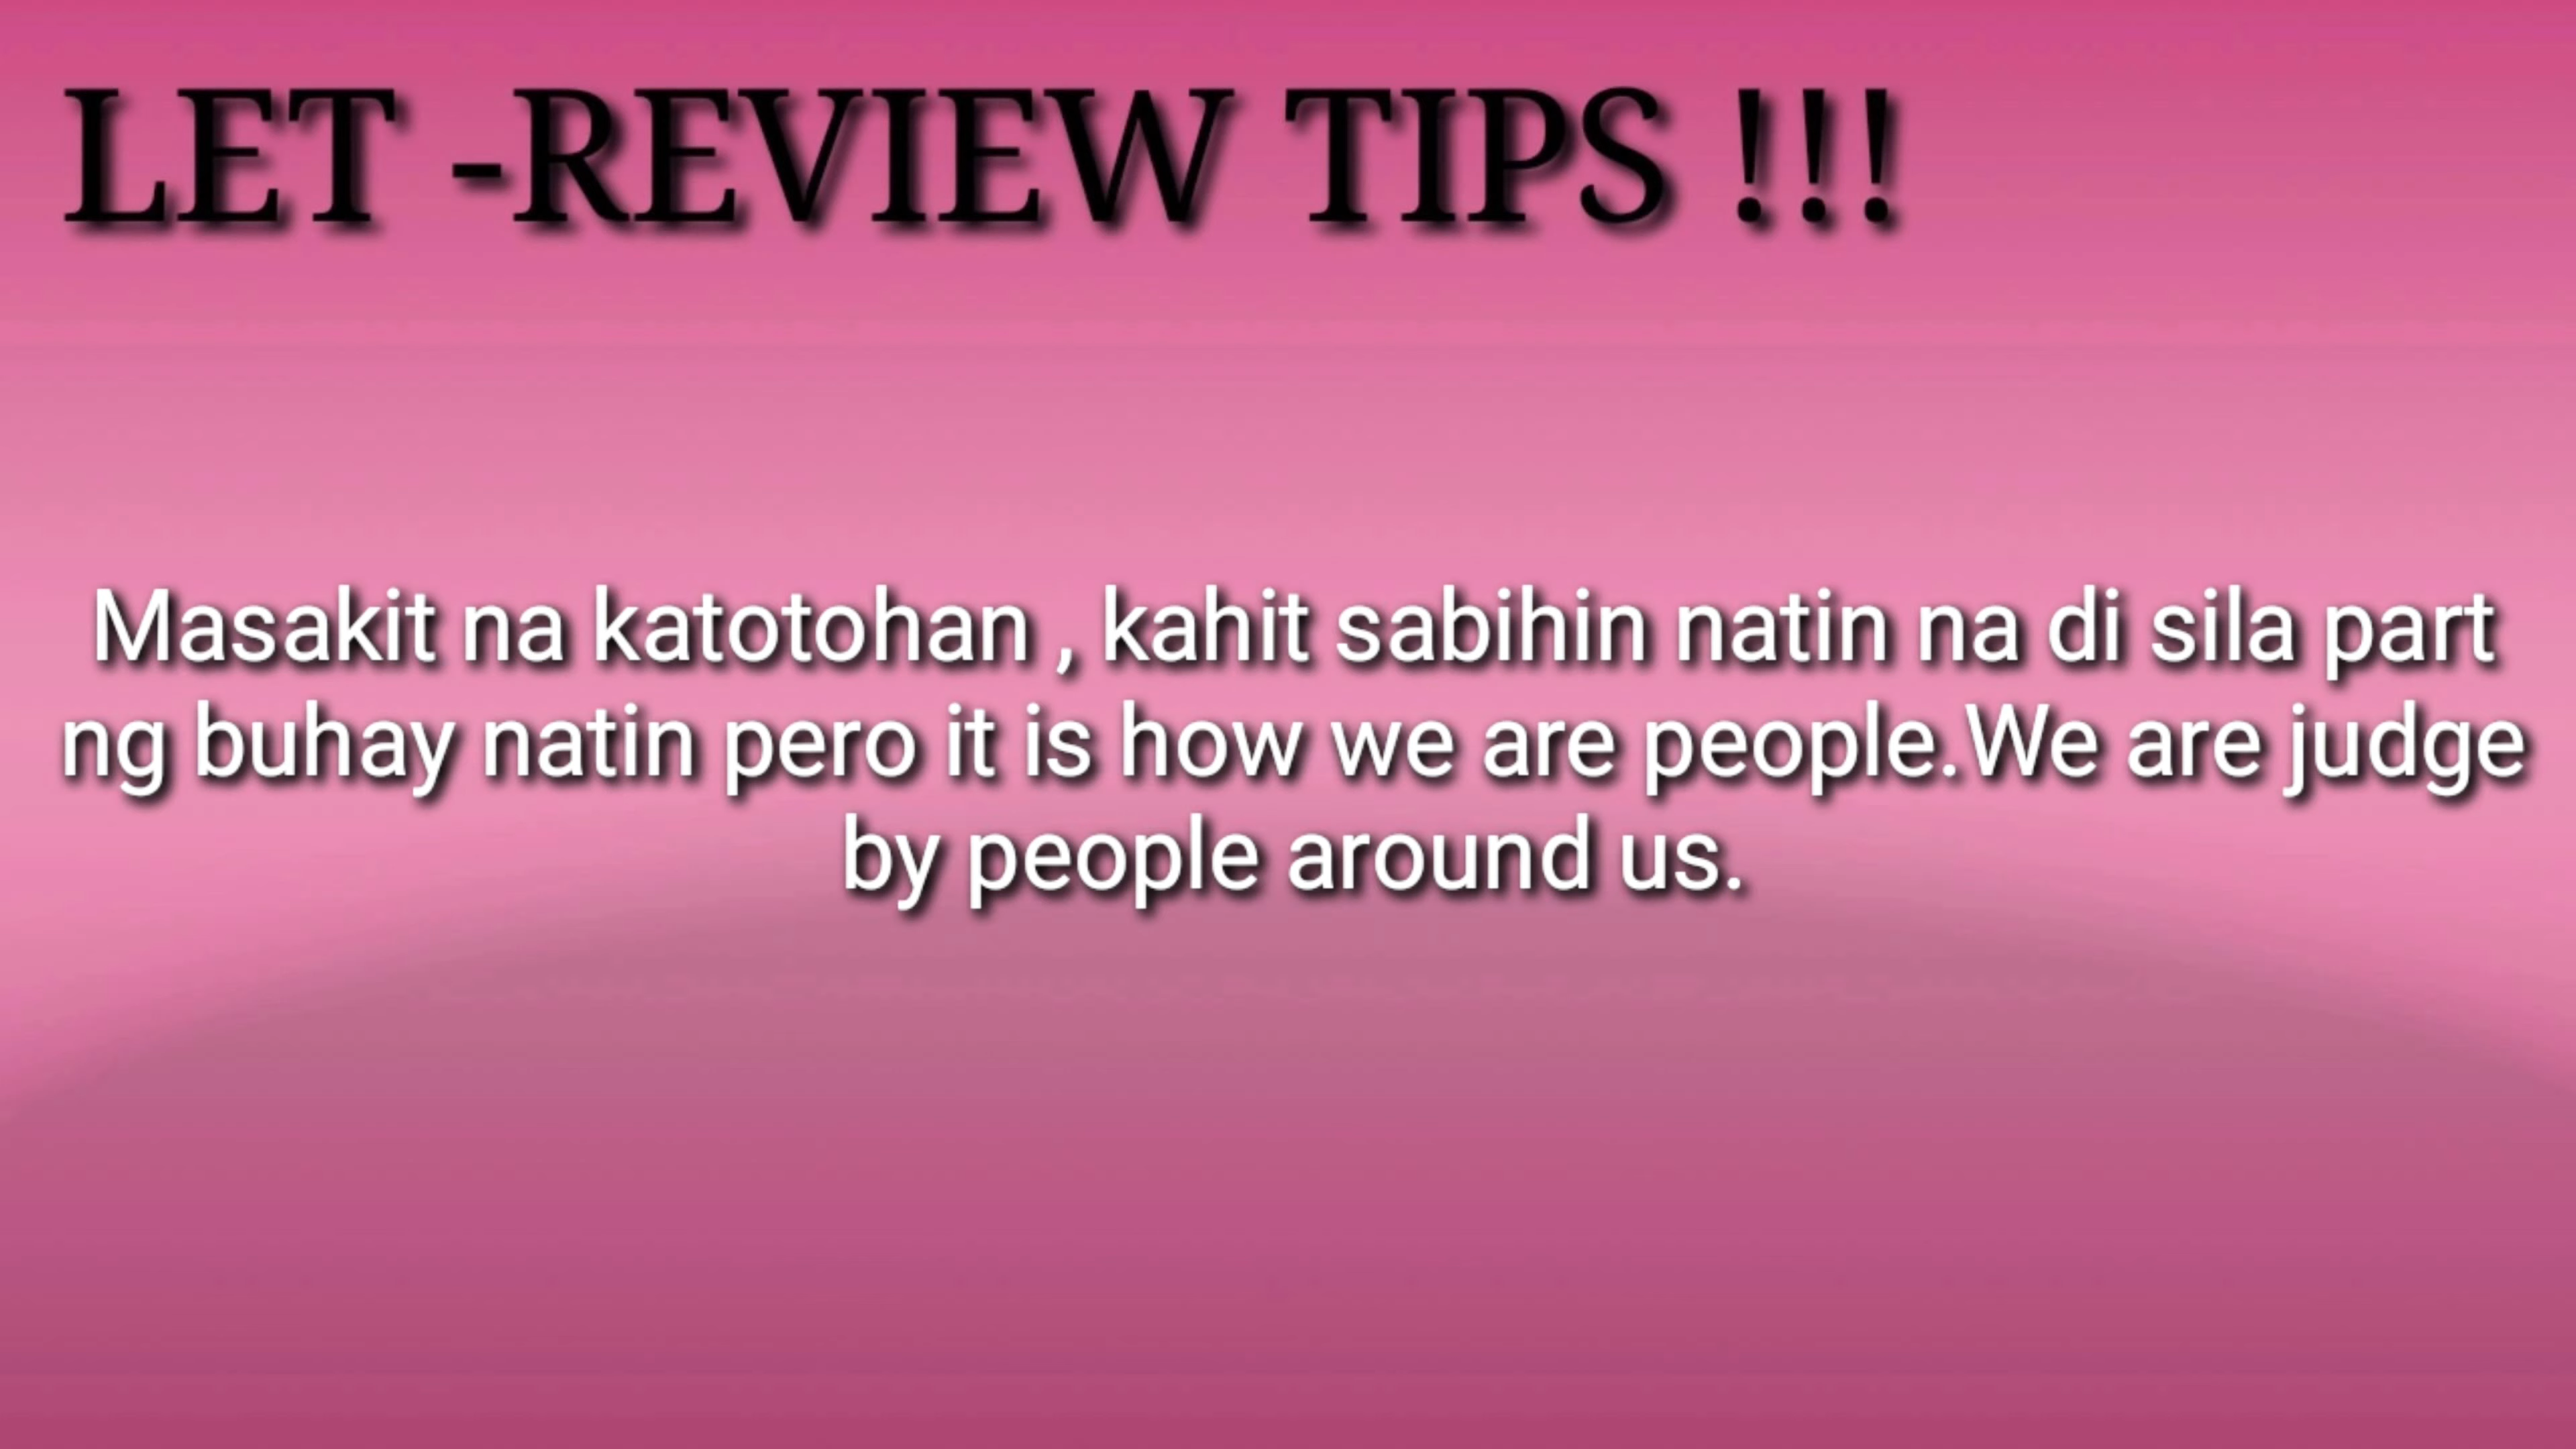 LET -REVIEW TIPS !!!
Masakit na katotohan , kahit sabihin natin na di sila part
ng buhay natin pero it is how we are people.We are judge
by people around us.